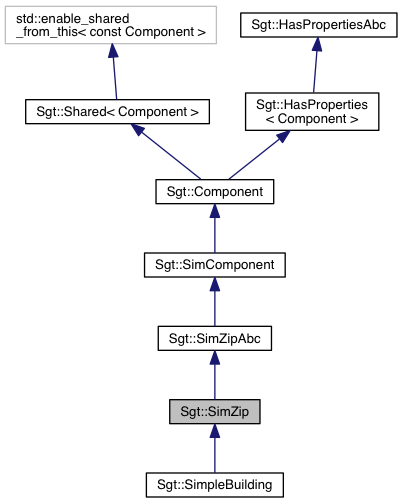 std::enable_shared
_from_this< const Component >
Sgt::HasPropertiesAbc
Sgt::Shared< Component >
Sgt::HasProperties
< Component >
Sgt::Component
Sgt::SimComponent
Sgt::SimZipAbc
Sgt::SimZip
Sgt::SimpleBuilding